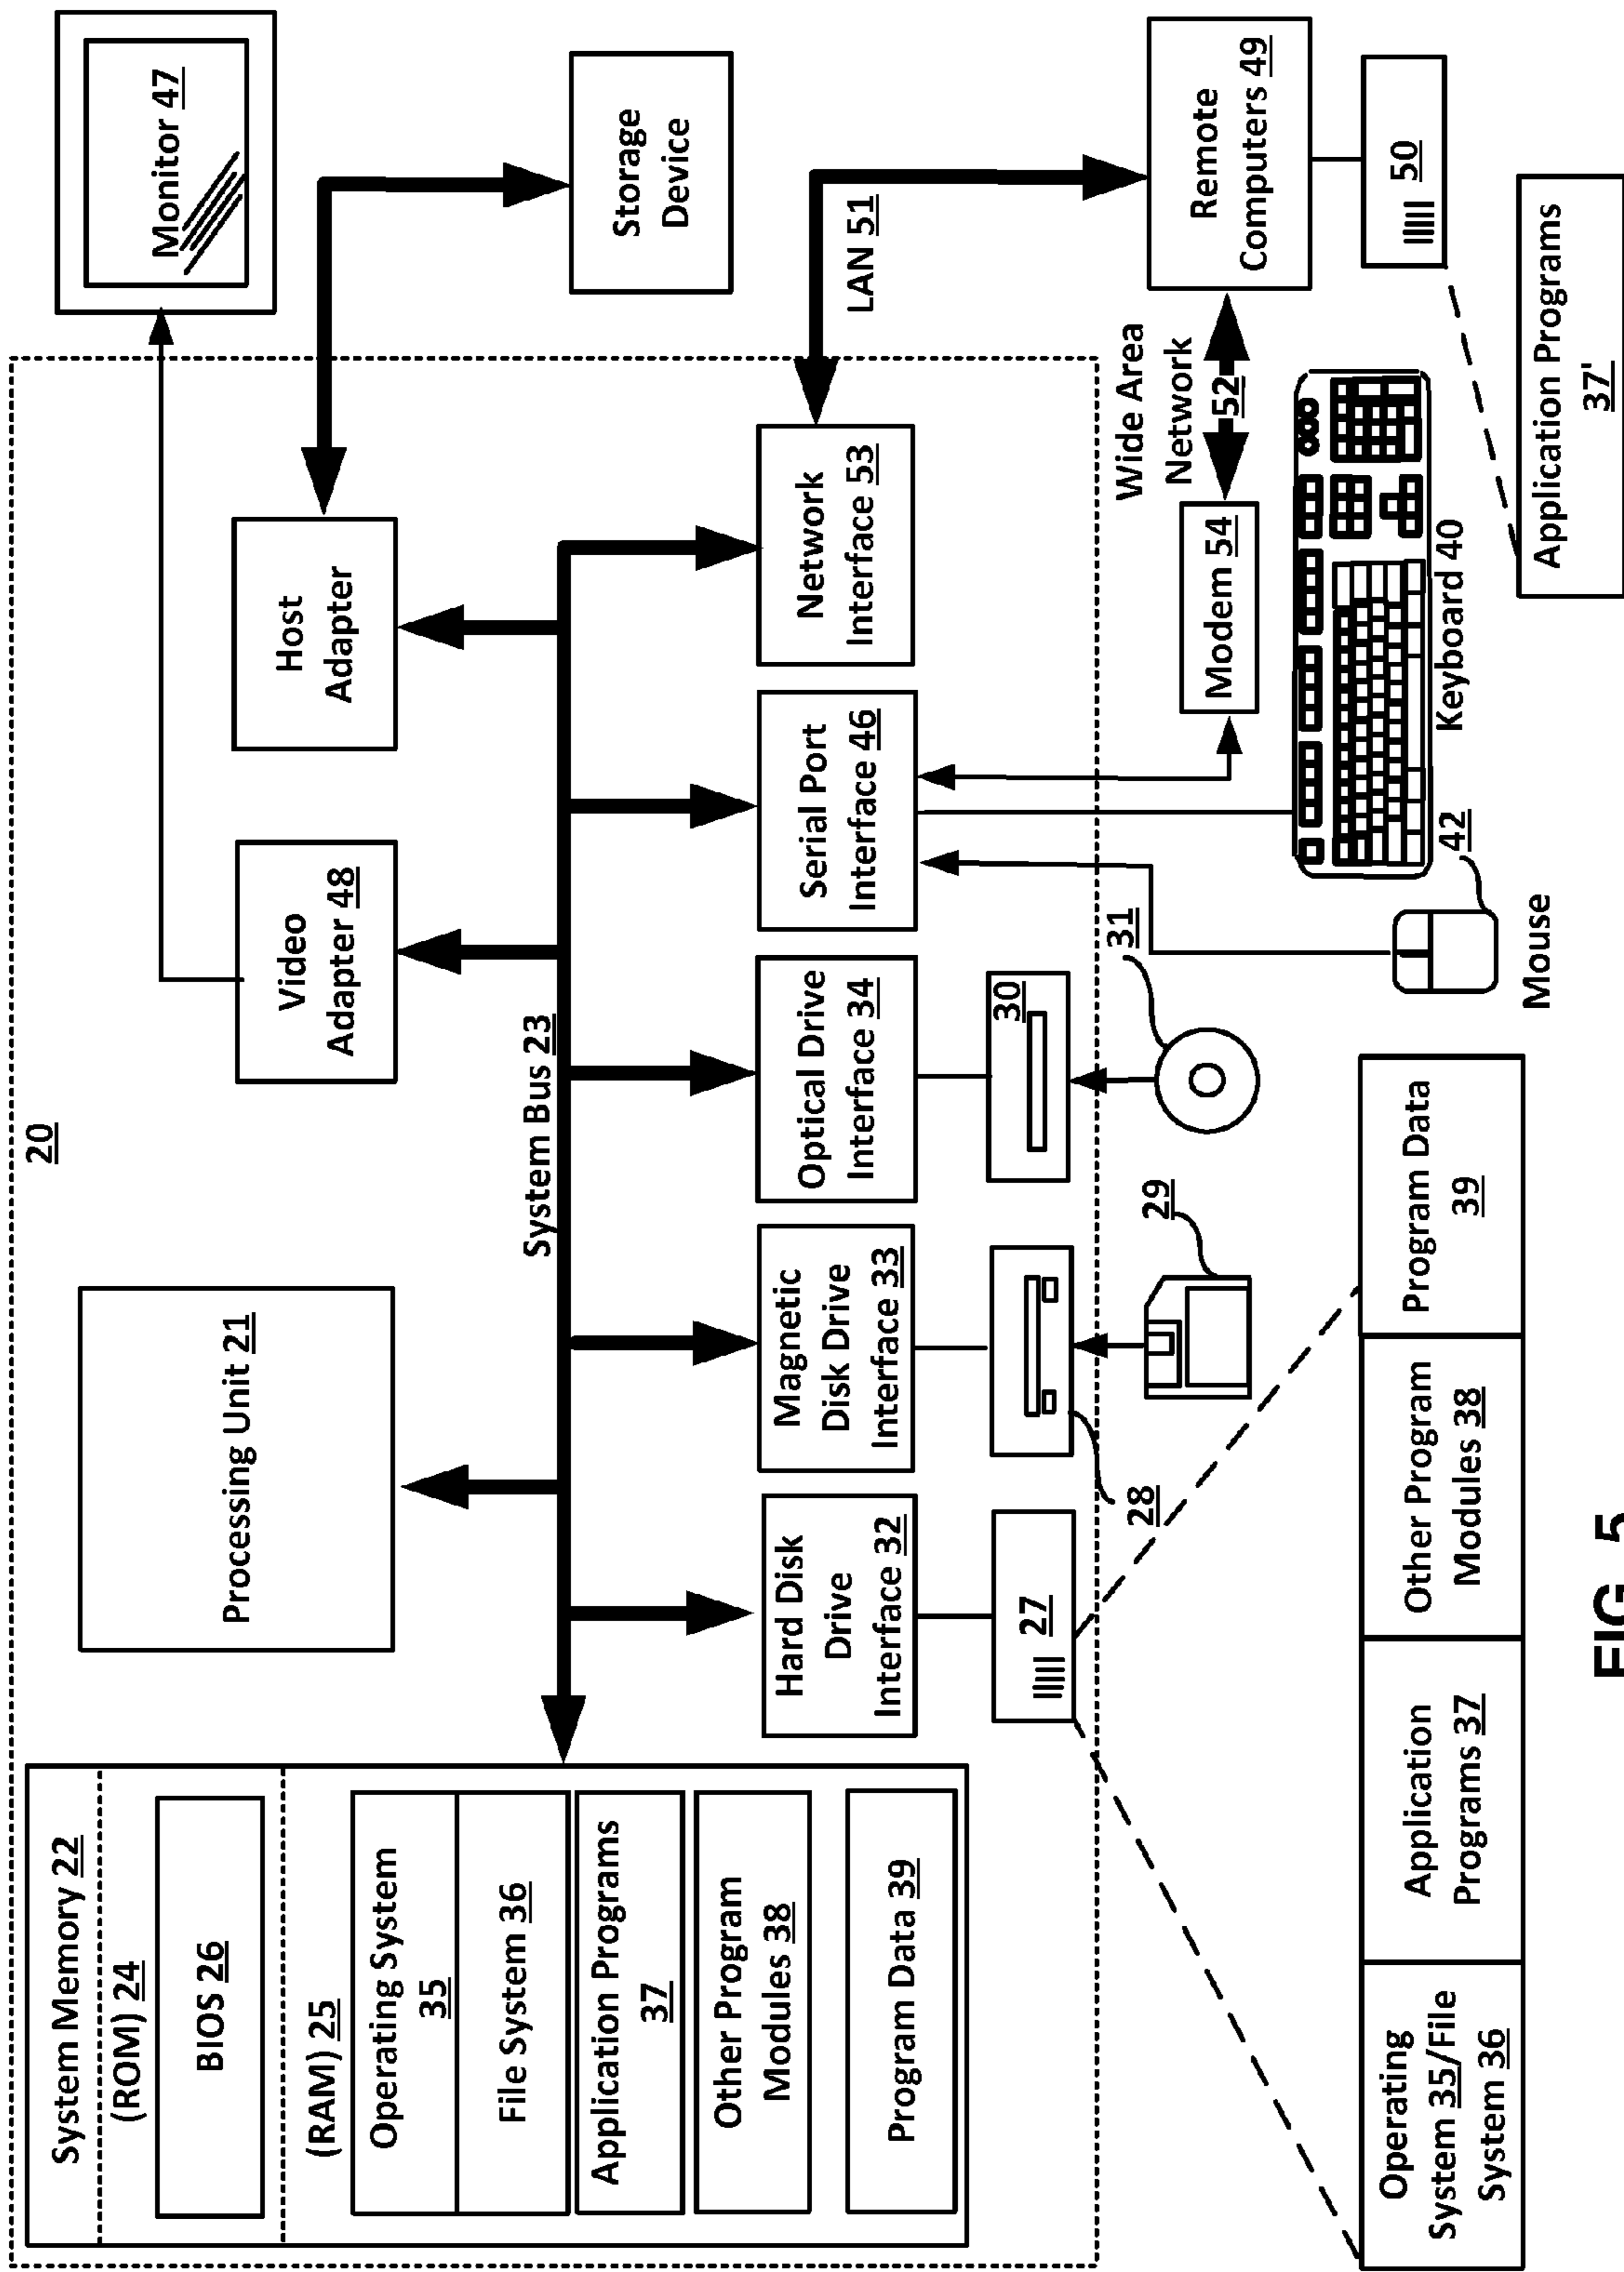 20
System Memory 22
(ROM) 24
BIOS 26
(RAM) 25
Operating System
35
File System 36
Application Programs
37
Other Program
Modules 38
Program Data 39
Processing Unit 21
Video
Adapter 48
Host
Adapter
Monitor 47
Storage
Device
System Bus 23
Hard Disk
Drive
Interface 32
Magnetic
Disk Drive
Interface 33
Optical Drive
Interface 34
Serial Port
Interface 46
Network
Interface 53
LAN 51
27
28
29
30
31
Wide Area
Network
52
Modem 54
Remote
Computers 49
50
Keyboard 40
42
Mouse
Operating
System 35/File
System 36
Application
Programs 37
Other Program
Modules 38
Program Data
39
Application Programs
37'
FIG. 5